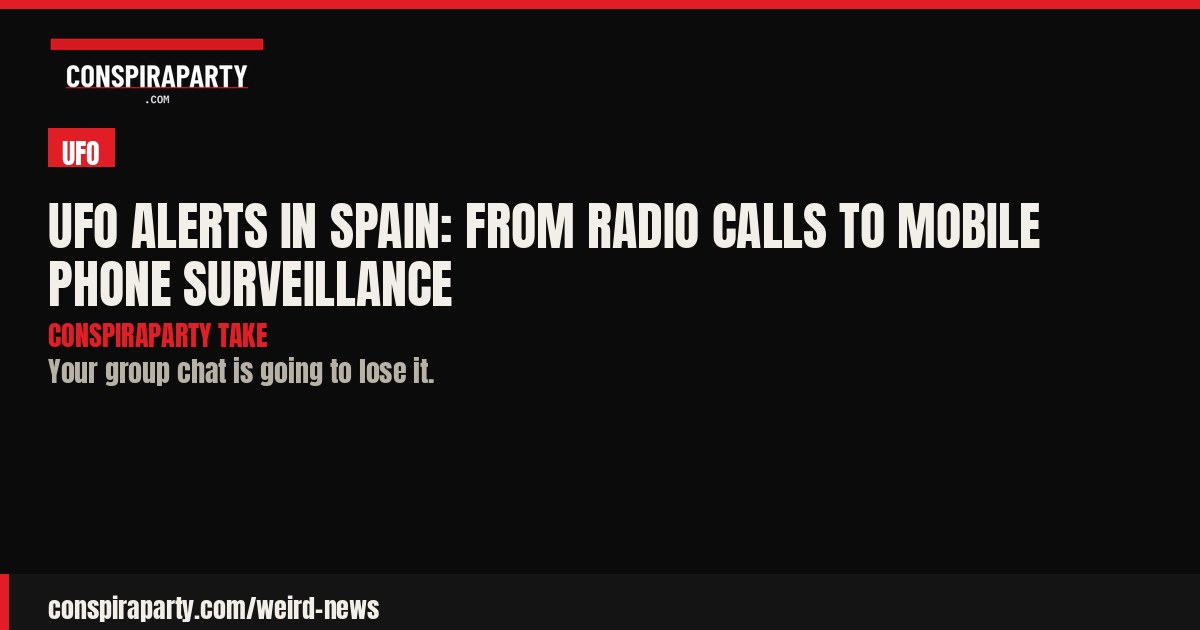 CONSPIRAPARTY
.COM
UFO
UFO ALERTS IN SPAIN: FROM RADIO CALLS TO MOBILE
PHONE SURVEILLANCE
CONSPIRAPARTY TAKE
Your group chat is going to lose it.
conspiraparty.com/weird-news